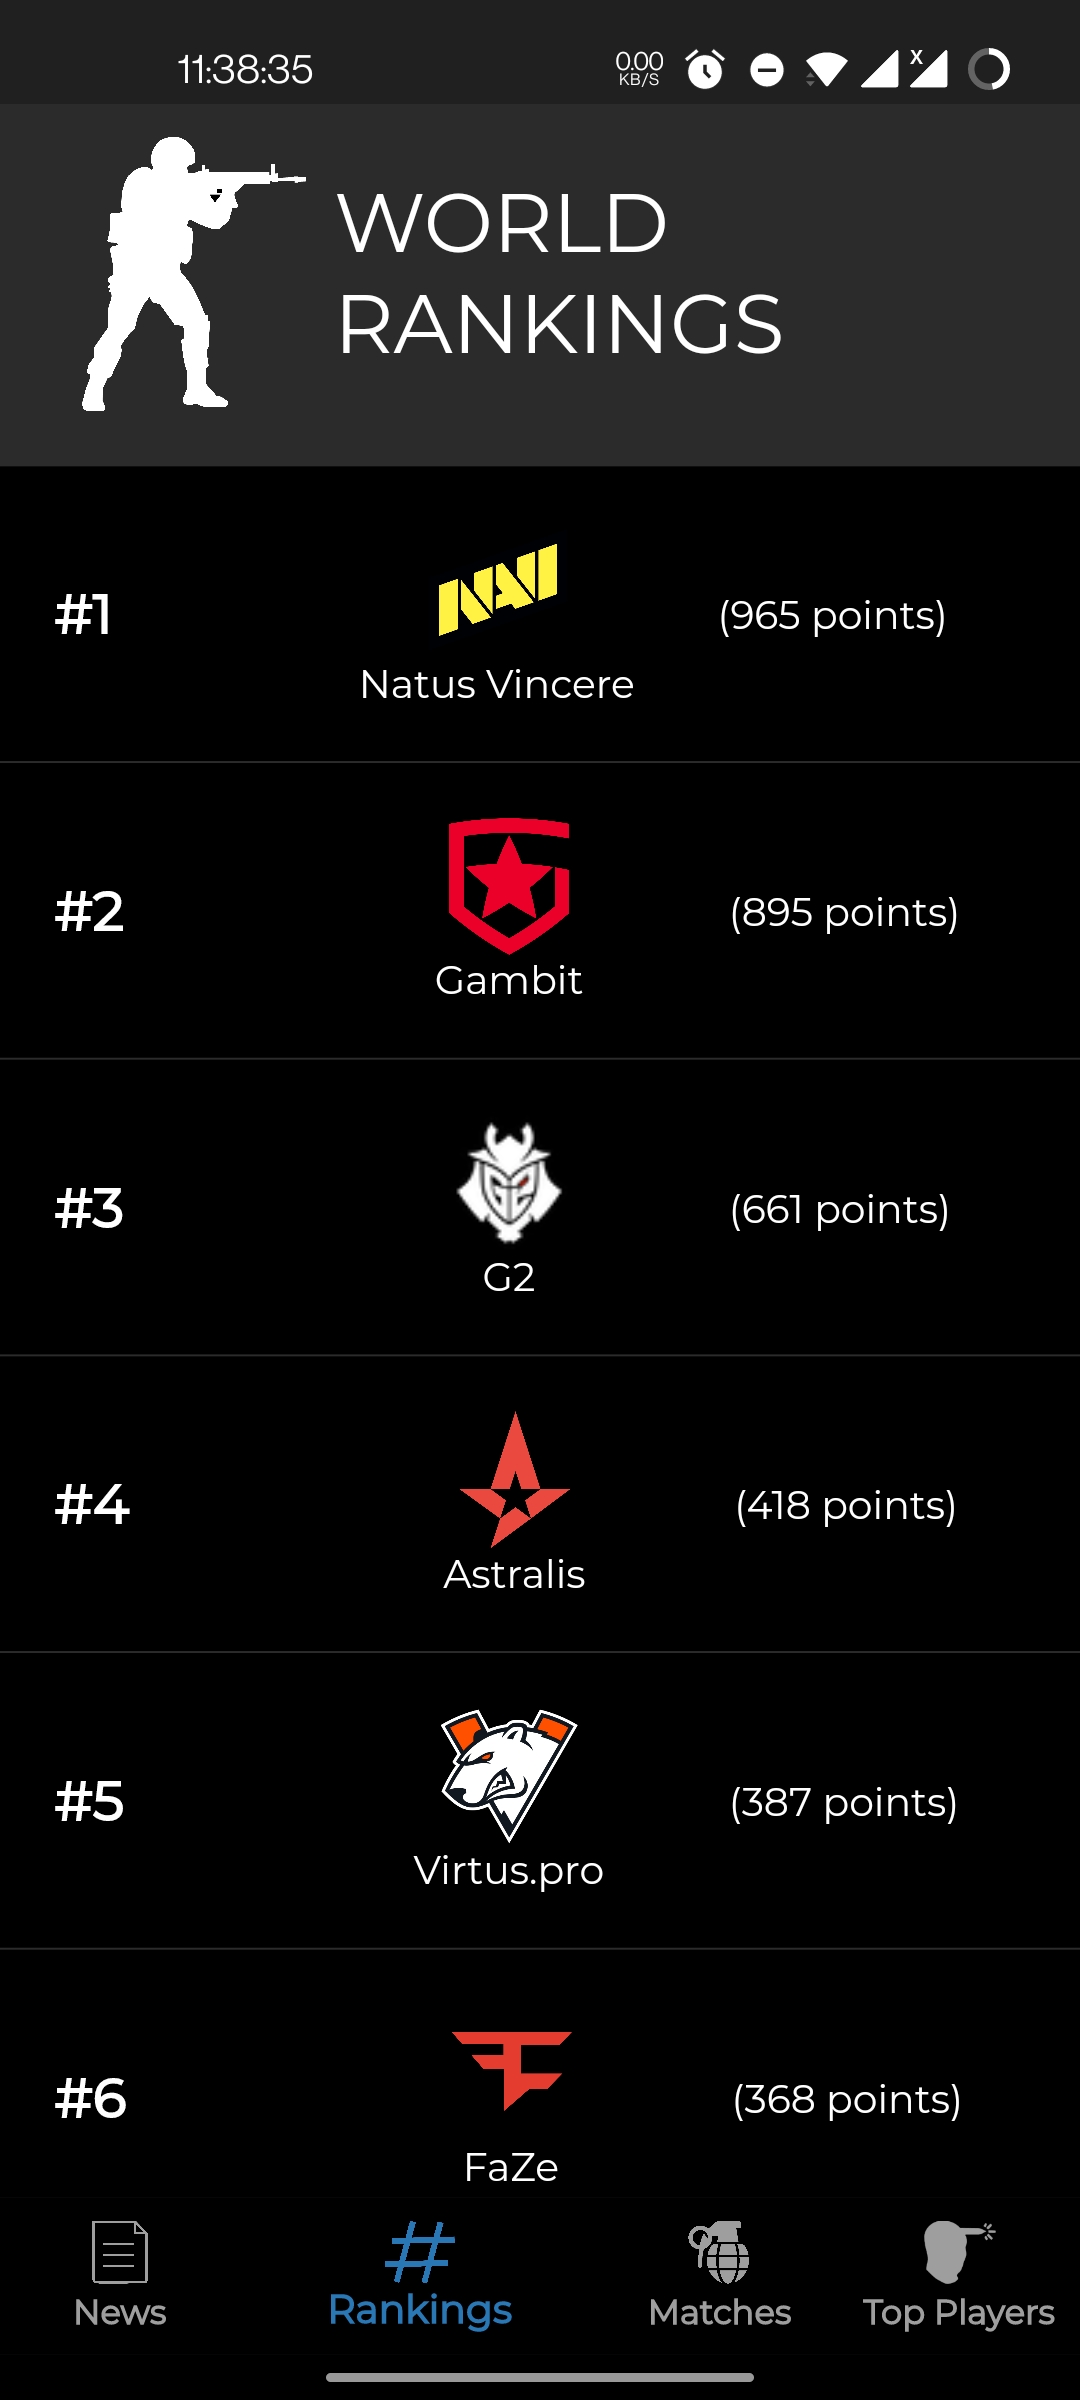 11:38:35
0.00
KB/S
X
WORLD
RANKINGS
#1
NAVI
Natus Vincere
(965 points)
#2
Gambit
(895 points)
#3
G2
G2
(661 points)
#4
Astralis
(418 points)
#5
Virtus.pro
(387 points)
#6
FaZe
(368 points)
News
Rankings
Matches
Top Players